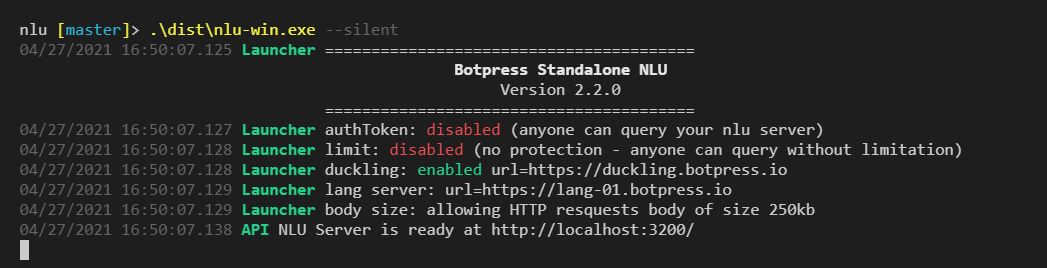 nlu [master]> .\dist\nlu-win.exe --silent
04/27/2021 16:50:07.125 Launcher ========================================
Botpress Standalone NLU
Version 2.2.0
========================================
04/27/2021 16:50:07.127 Launcher authToken: disabled (anyone can query your nlu server)
04/27/2021 16:50:07.128 Launcher limit: disabled (no protection - anyone can query without limitation)
04/27/2021 16:50:07.128 Launcher duckling: enabled url=https://duckling.botpress.io
04/27/2021 16:50:07.129 Launcher lang server: url=https://lang-01.botpress.io
04/27/2021 16:50:07.129 Launcher body size: allowing HTTP resquests body of size 250kb
04/27/2021 16:50:07.138 API NLU Server is ready at http://localhost:3200/